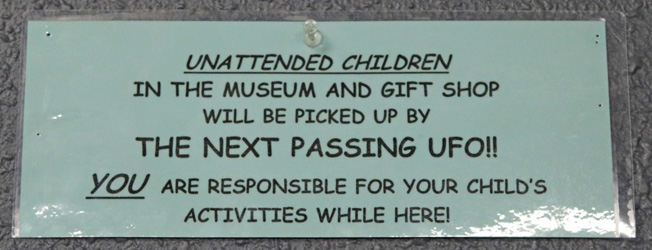 UNATTENDED CHILDREN
IN THE MUSEUM AND GIFT SHOP
WILL BE PICKED UP BY
THE NEXT PASSING UFO!!
YOU ARE RESPONSIBLE FOR YOUR CHILD'S
ACTIVITIES WHILE HERE!